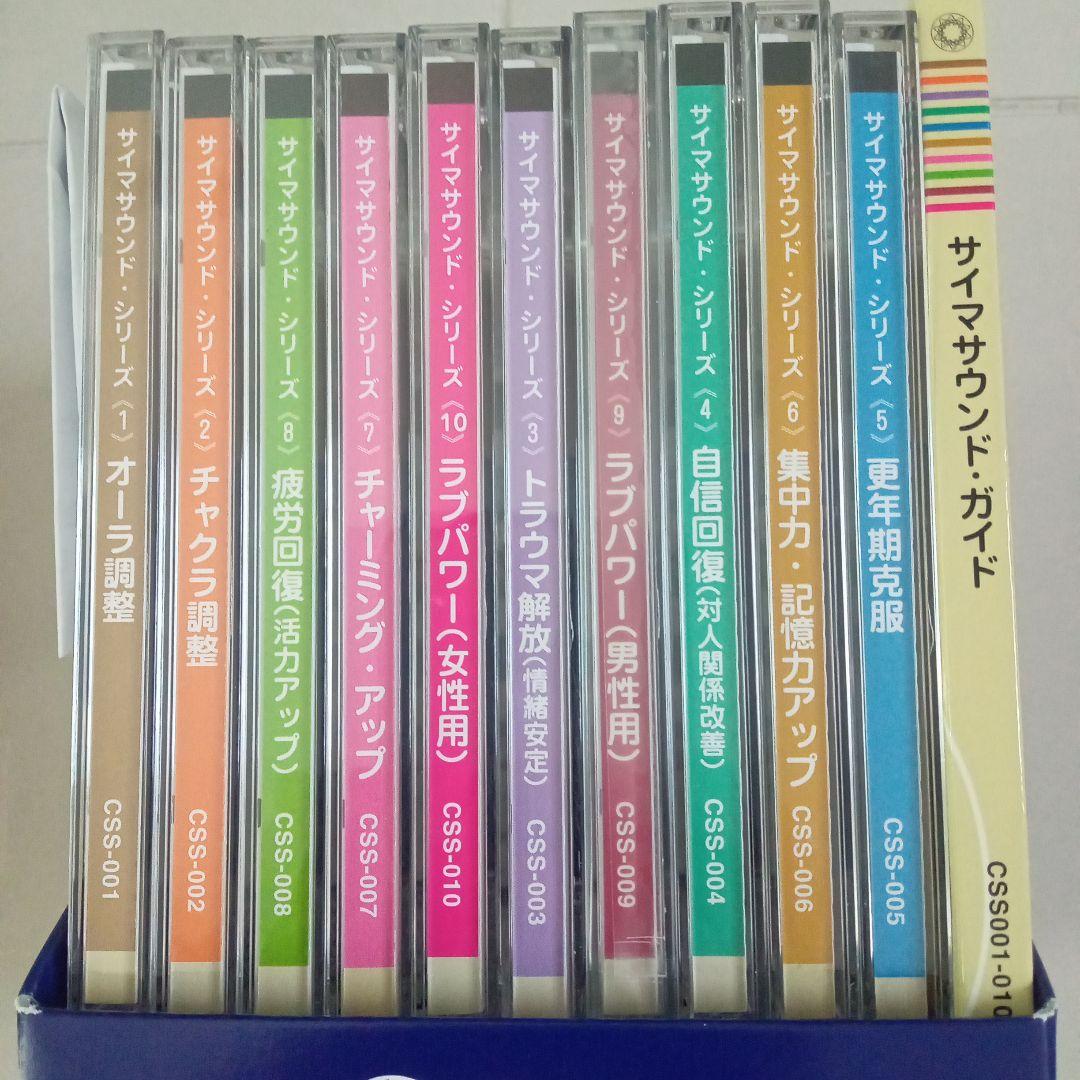 サイマサウンド・シリーズ《1》オーラ調整 CSS-001
サイマサウンド・シリーズ《2》チャクラ調整 CSS-002
サイマサウンド・シリーズ《8》疲労回復(活力アップ) CSS-008
サイマサウンド・シリーズ《7》チャーミング・アップ CSS-007
サイマサウンド・シリーズ《10》ラブパワー(女性用) CSS-010
サイマサウンド・シリーズ《3》トラウマ解放(情緒安定) CSS-003
サイマサウンド・シリーズ《9》ラブパワー(男性用) CSS-009
サイマサウンド・シリーズ《4》自信回復(対人関係改善) CSS-004
サイマサウンド・シリーズ《6》集中力・記憶力アップ CSS-006
サイマサウンド・シリーズ《5》更年期克服 CSS-005
サイマサウンド・ガイド CSS001-010